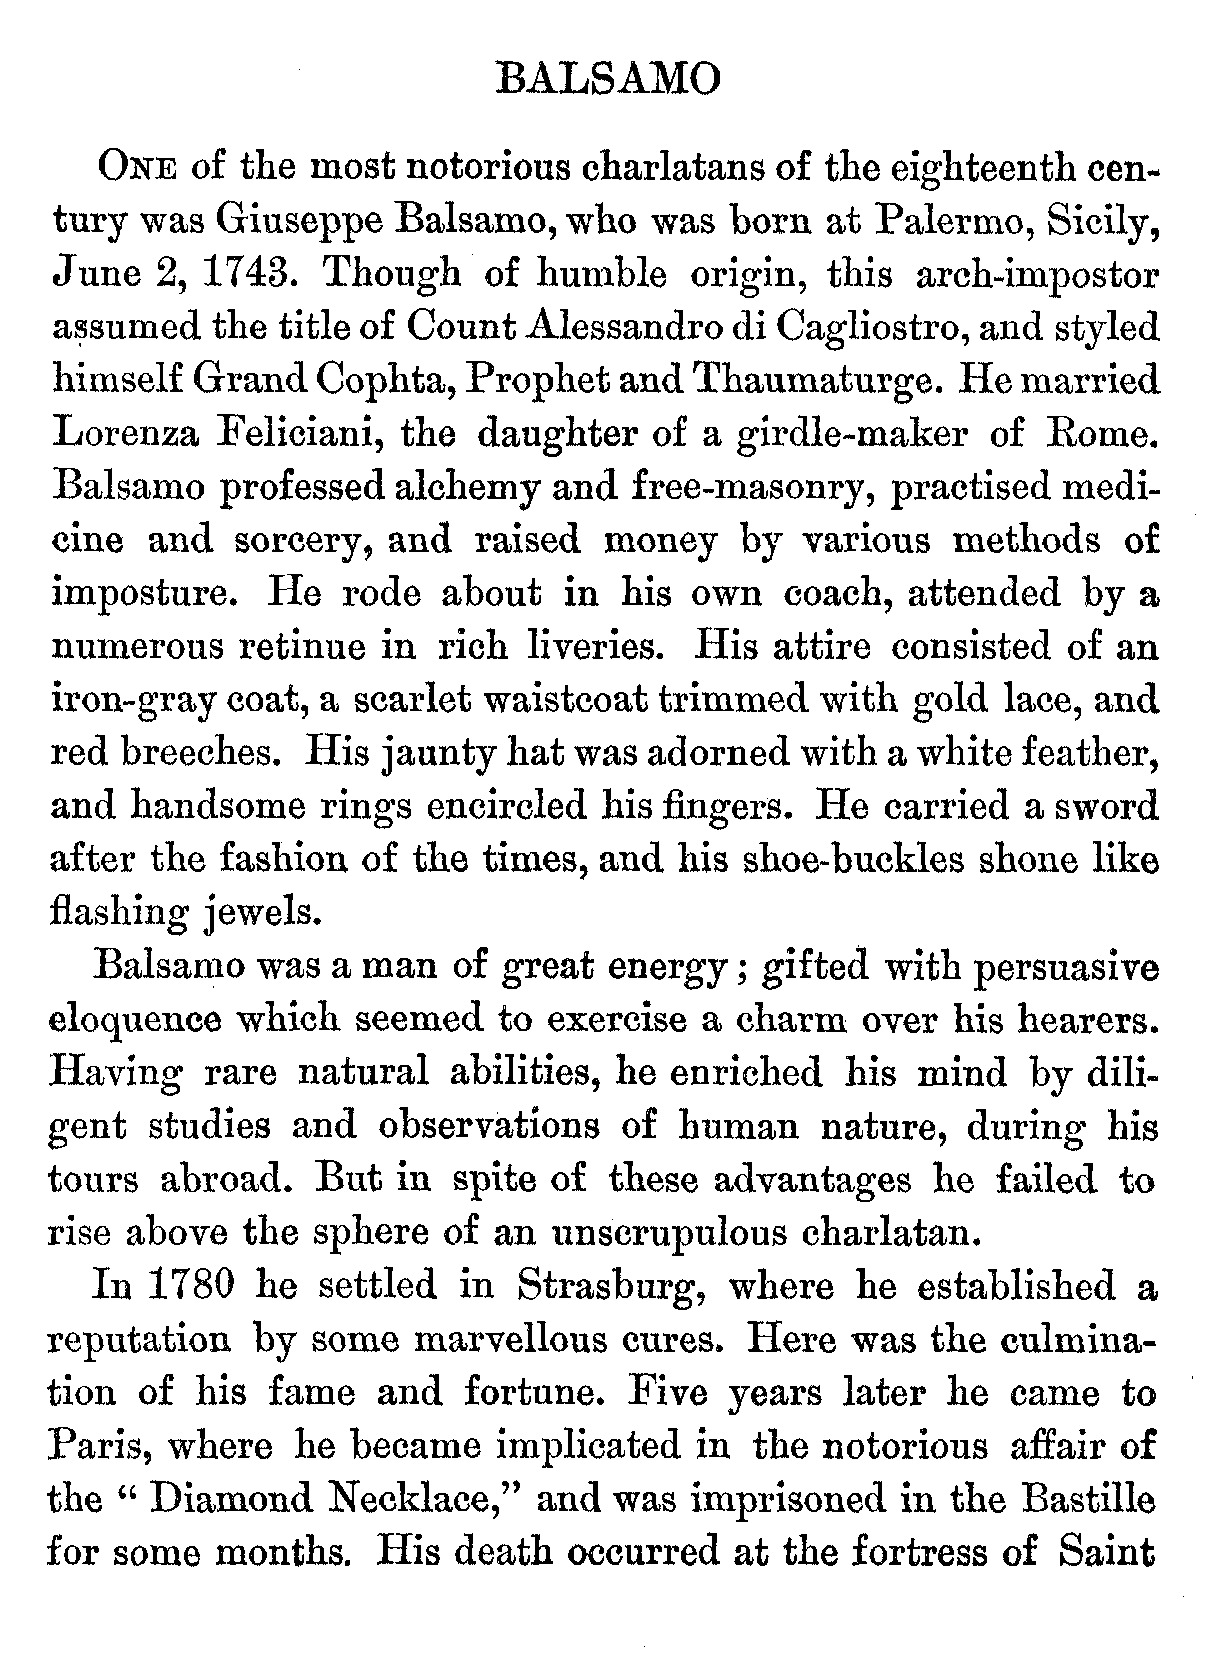 BALSAMO
ONE of the most notorious charlatans of the eighteenth cen-
tury was Giuseppe Balsamo, who was born at Palermo, Sicily,
June 2, 1743. Though of humble origin, this arch-impostor
assumed the title of Count Alessandro di Cagliostro, and styled
himself Grand Cophta, Prophet and Thaumaturge. He married
Lorenza Feliciani, the daughter of a girdle-maker of Rome.
Balsamo professed alchemy and free-masonry, practised medi-
cine and sorcery, and raised money by various methods of
imposture. He rode about in his own coach, attended by a
numerous retinue in rich liveries. His attire consisted of an
iron-gray coat, a scarlet waistcoat trimmed with gold lace, and
red breeches. His jaunty hat was adorned with a white feather,
and handsome rings encircled his fingers. He carried a sword
after the fashion of the times, and his shoe-buckles shone like
flashing jewels.
Balsamo was a man of great energy; gifted with persuasive
eloquence which seemed to exercise a charm over his hearers.
Having rare natural abilities, he enriched his mind by dili-
gent studies and observations of human nature, during his
tours abroad. But in spite of these advantages he failed to
rise above the sphere of an unscrupulous charlatan.
In 1780 he settled in Strasburg, where he established a
reputation by some marvellous cures. Here was the culmina-
tion of his fame and fortune. Five years later he came to
Paris, where he became implicated in the notorious affair of
the “Diamond Necklace,” and was imprisoned in the Bastille
for some months. His death occurred at the fortress of Saint